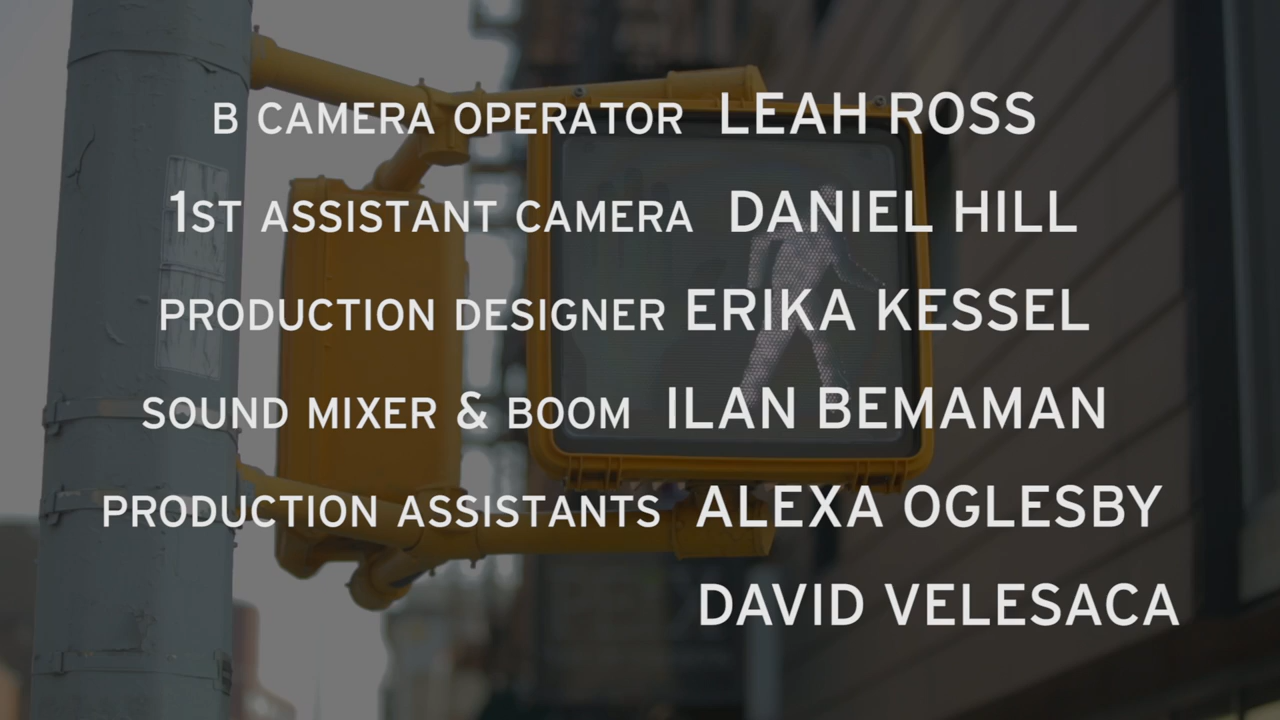 B CAMERA OPERATOR LEAH ROSS
1ST ASSISTANT CAMERA DANIEL HILL
PRODUCTION DESIGNER ERIKA KESSEL
SOUND MIXER & BOOM ILAN BEMAMAN
PRODUCTION ASSISTANTS ALEXA OGLESBY
DAVID VELESACA